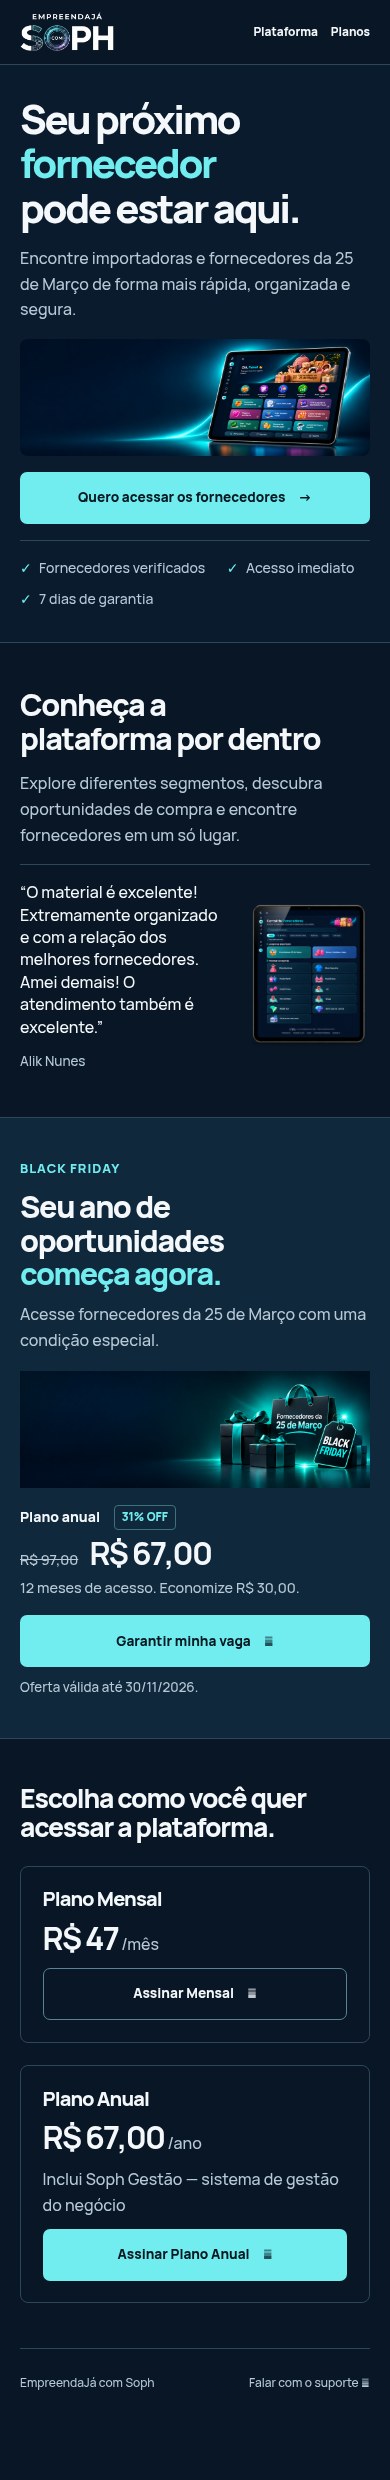 EMPREENDAJÁ
SOPH
COM
Plataforma Planos
Seu próximo
fornecedor
pode estar aqui.
Encontre importadoras e fornecedores da 25
de Março de forma mais rápida, organizada e
segura.
Quero acessar os fornecedores →
✓ Fornecedores verificados ✓ Acesso imediato
✓ 7 dias de garantia
Conheça a
plataforma por dentro
Explore diferentes segmentos, descubra
oportunidades de compra e encontre
fornecedores em um só lugar.
“O material é excelente!
Extremamente organizado
e com a relação dos
melhores fornecedores.
Amei demais! O
atendimento também é
excelente.”
Alik Nunes
BLACK FRIDAY
Seu ano de
oportunidades
começa agora.
Acesse fornecedores da 25 de Março com uma
condição especial.
Fornecedores da
25 de Março
BLACK
FRIDAY
Plano anual 31% OFF
R$ 97,00 R$ 67,00
12 meses de acesso. Economize R$ 30,00.
Garantir minha vaga
Oferta válida até 30/11/2026.
Escolha como você quer
acessar a plataforma.
Plano Mensal
R$ 47 /mês
Assinar Mensal
Plano Anual
R$ 67,00 /ano
Inclui Soph Gestão — sistema de gestão
do negócio
Assinar Plano Anual
EmpreendaJá com Soph
Falar com o suporte